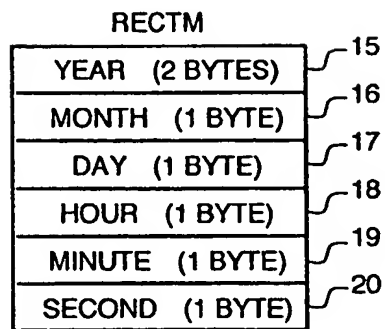 RECTM
YEAR (2 BYTES) 15
MONTH (1 BYTE) 16
DAY (1 BYTE) 17
HOUR (1 BYTE) 18
MINUTE (1 BYTE) 19
SECOND (1 BYTE) 20